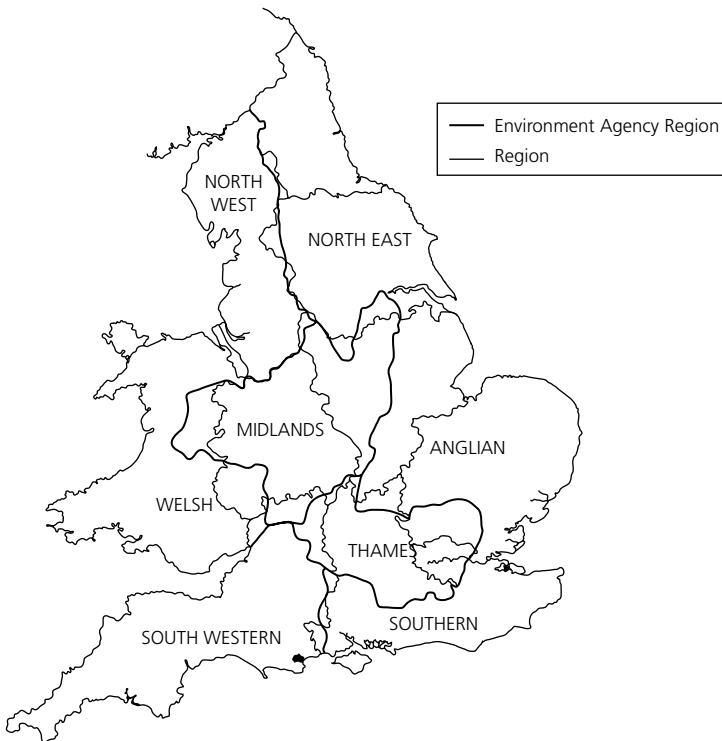 Environment Agency Region
Region
NORTH
WEST
NORTH EAST
MIDLANDS
ANGLIAN
WELSH
THAMES
SOUTHERN
SOUTH WESTERN